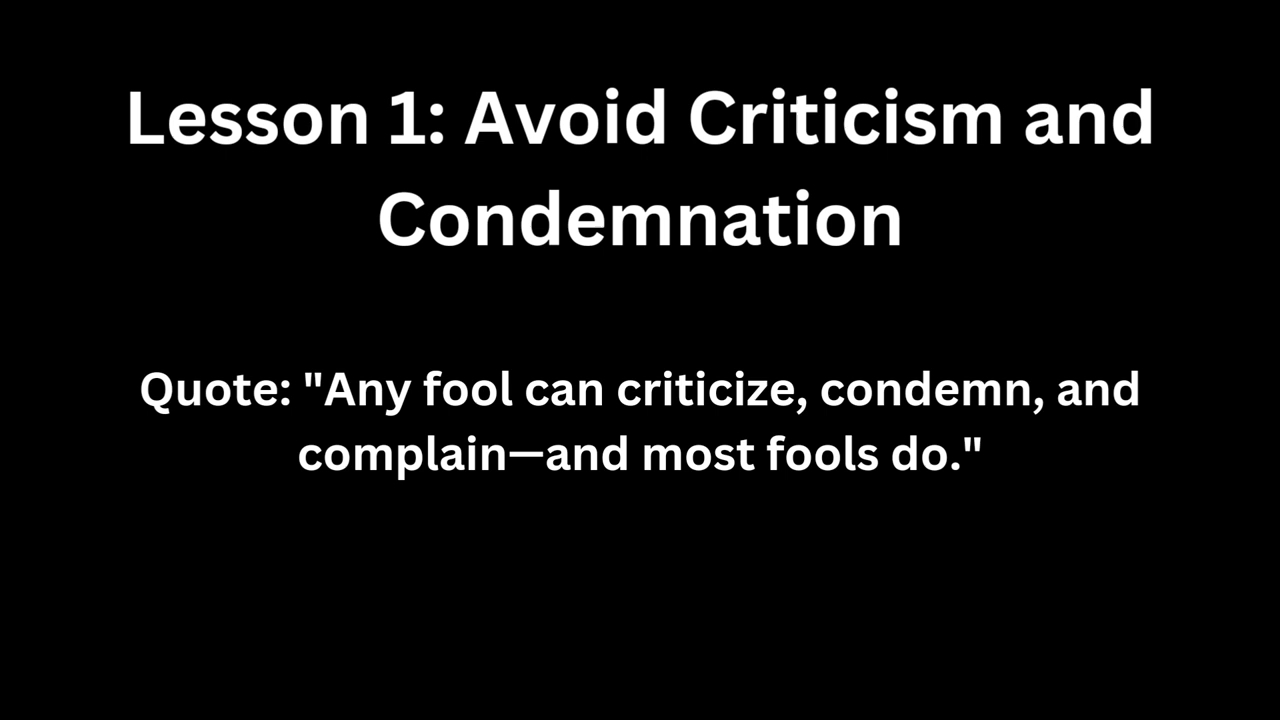 Lesson 1: Avoid Criticism and
Condemnation
Quote: "Any fool can criticize, condemn, and
complain—and most fools do."